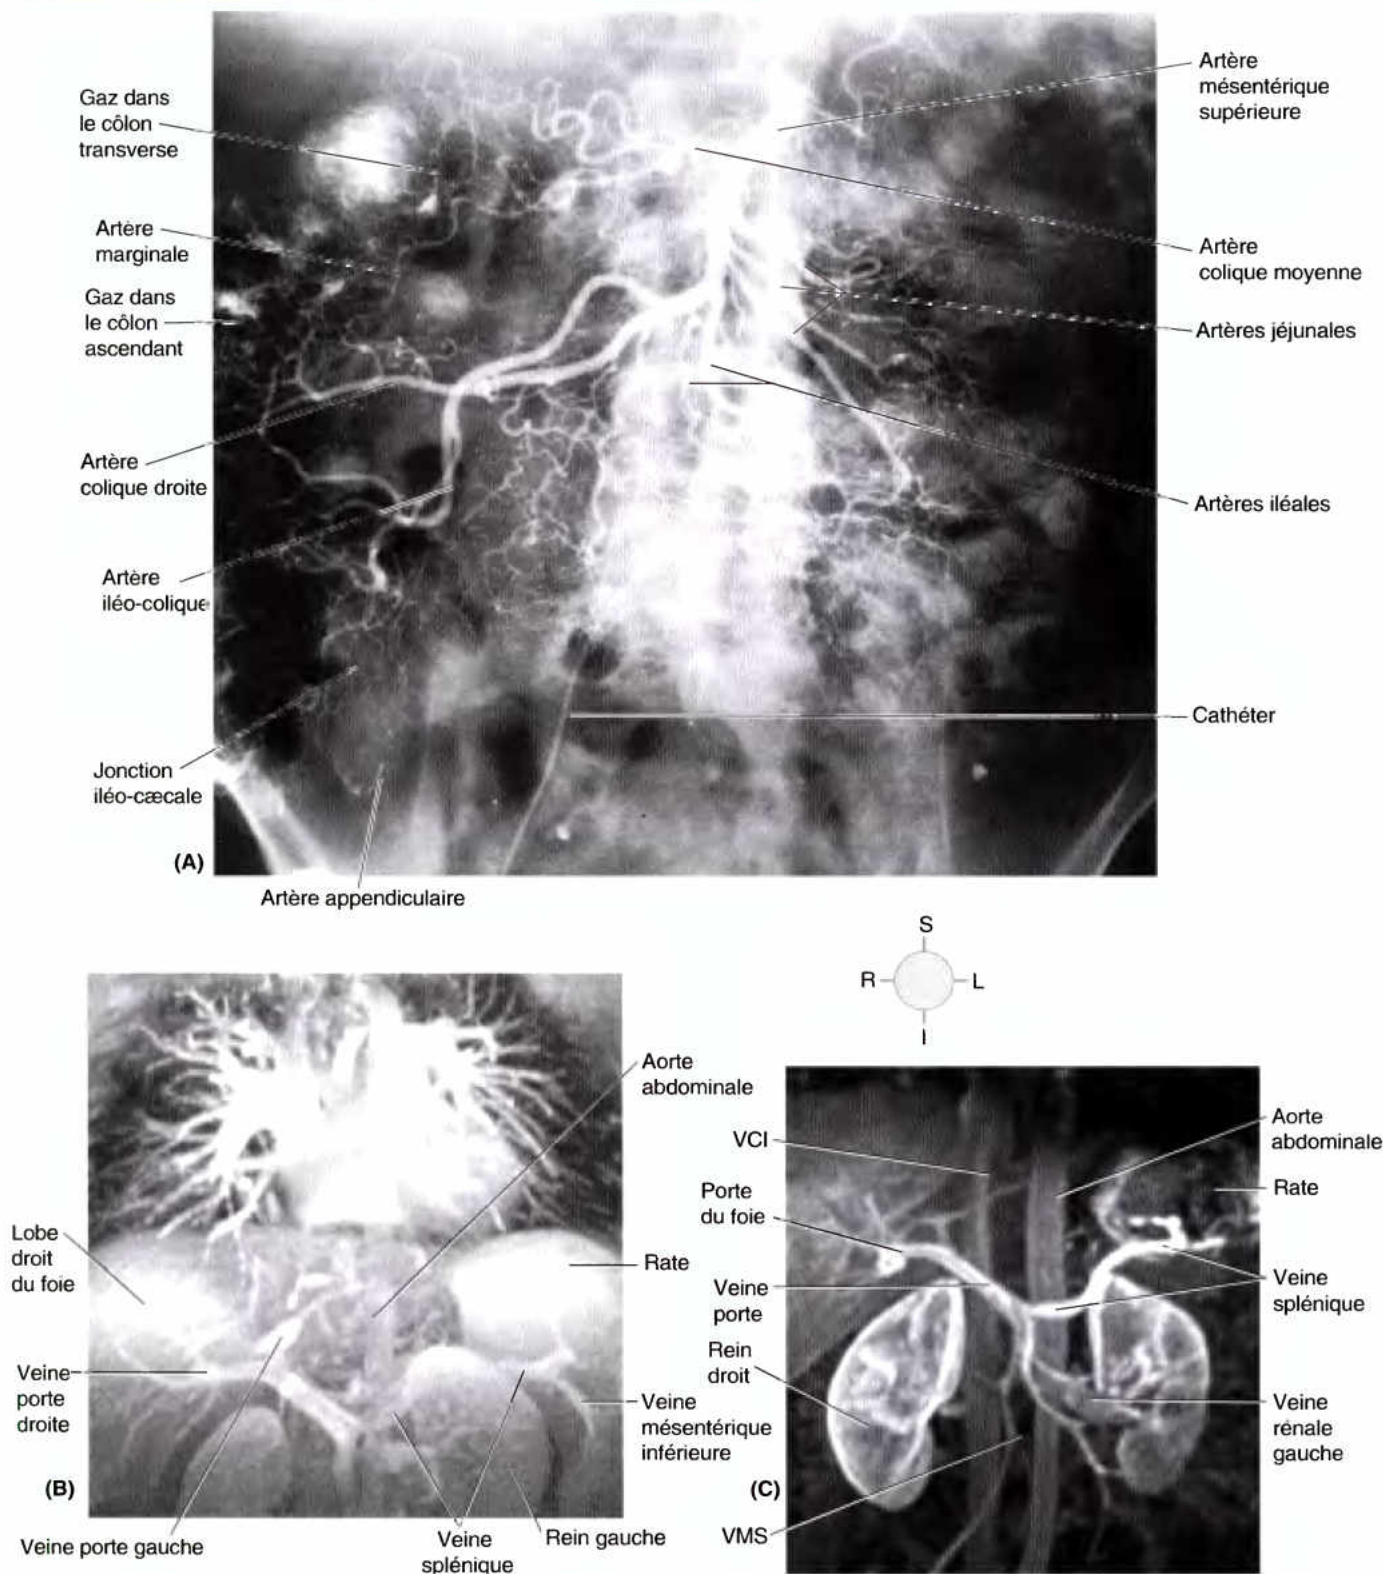 Gaz dans
le côlon
transverse
Artère
marginale
Gaz dans
le côlon
ascendant
Artère
colique droite
Artère
iléo-colique
Jonction
iléo-cæcale
(A)
Artère appendiculaire
Artère
mésentérique
supérieure
Artère
colique moyenne
Artères jéjunales
Artères iléales
Cathéter
S
R
L
I
Lobe
droit
du foie
Veine
porte
droite
(B)
Veine porte gauche
Veine
splénique
Rein gauche
Aorte
abdominale
Rate
Veine
mésentérique
inférieure
VCI
Porte
du foie
Veine
porte
Rein
droit
(C)
VMS
Aorte
abdominale
Rate
Veine
splénique
Veine
rénale
gauche